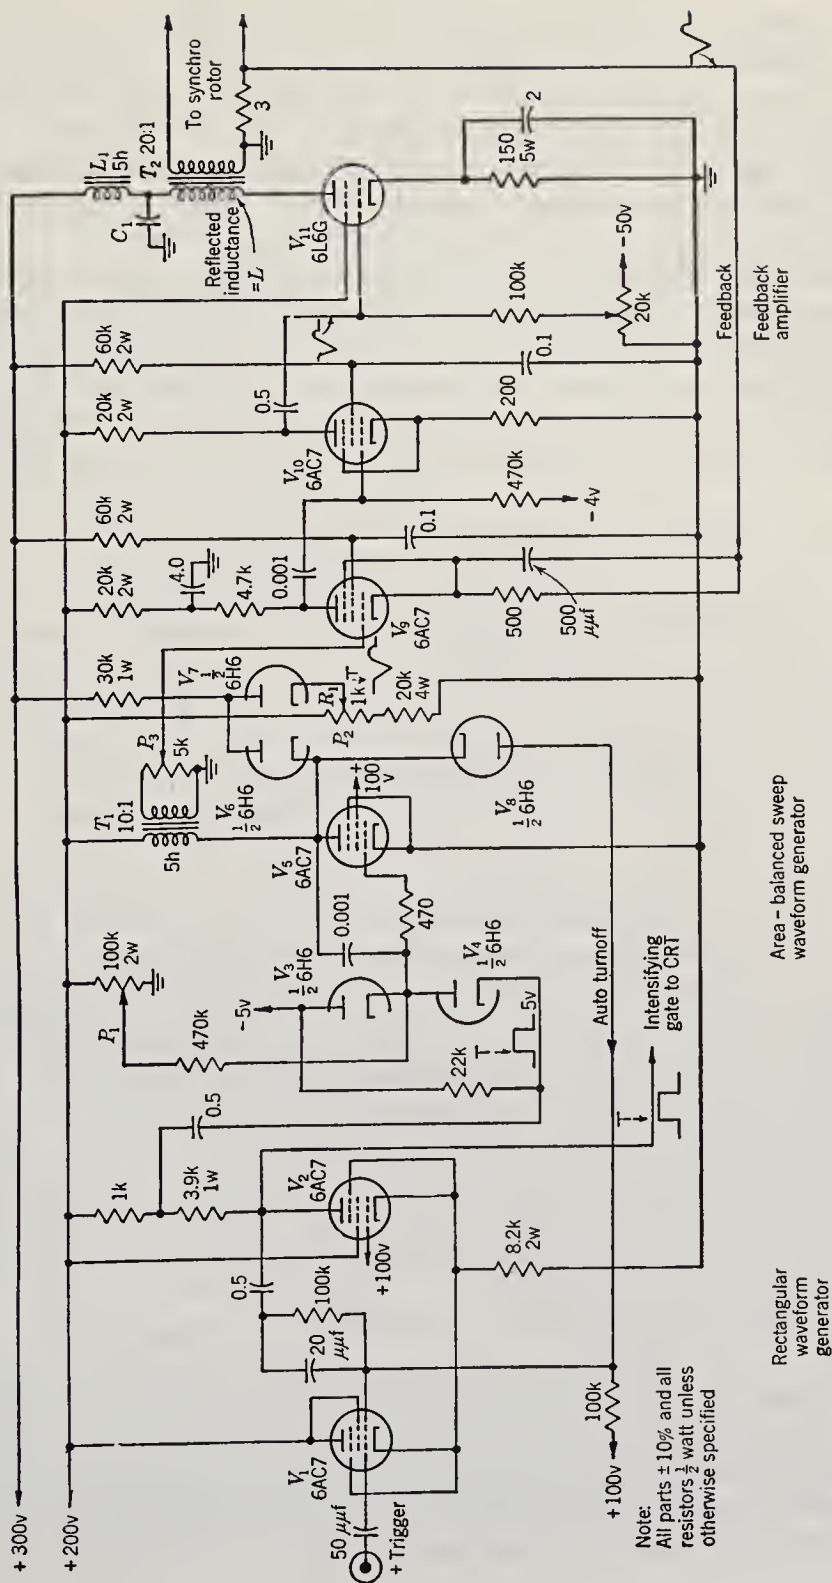 + 300v
+ 200v
50 μμf
+ Trigger
V1
6AC7
20
μμf
100k
0.5
1k
3.9k
1w
V2
6AC7
+100v
8.2k
2w
100k
+100v
Note:
All parts ± 10% and all
resistors ½ watt unless
otherwise specified
Rectangular
waveform
generator
0.5
P1
100k
2w
470k
-5v
V3
½ 6H6
22k
T
5v
V4
½ 6H6
0.001
470
T
Auto turnoff
Intensifying
gate to CRT
Area - balanced sweep
waveform generator
T1
10:1
5h
P3
5k
V5
6AC7
+
100
v
V6
½ 6H6
V7 ½
6H6
30k
1w
R1
1k
T
P2
20k
4w
V8
½ 6H6
20k
2w
4.0
4.7k
0.001
60k
2w
V9
6AC7
0.1
500
500
μμf
470k
-4v
V10
6AC7
20k
2w
0.5
60k
2w
200
0.1
100k
20k
-50v
Feedback
Feedback
amplifier
L1
5h
C1
T2 20:1
Reflected
inductance
=L
To synchro
rotor
3
V11
6L6G
150
5w
2